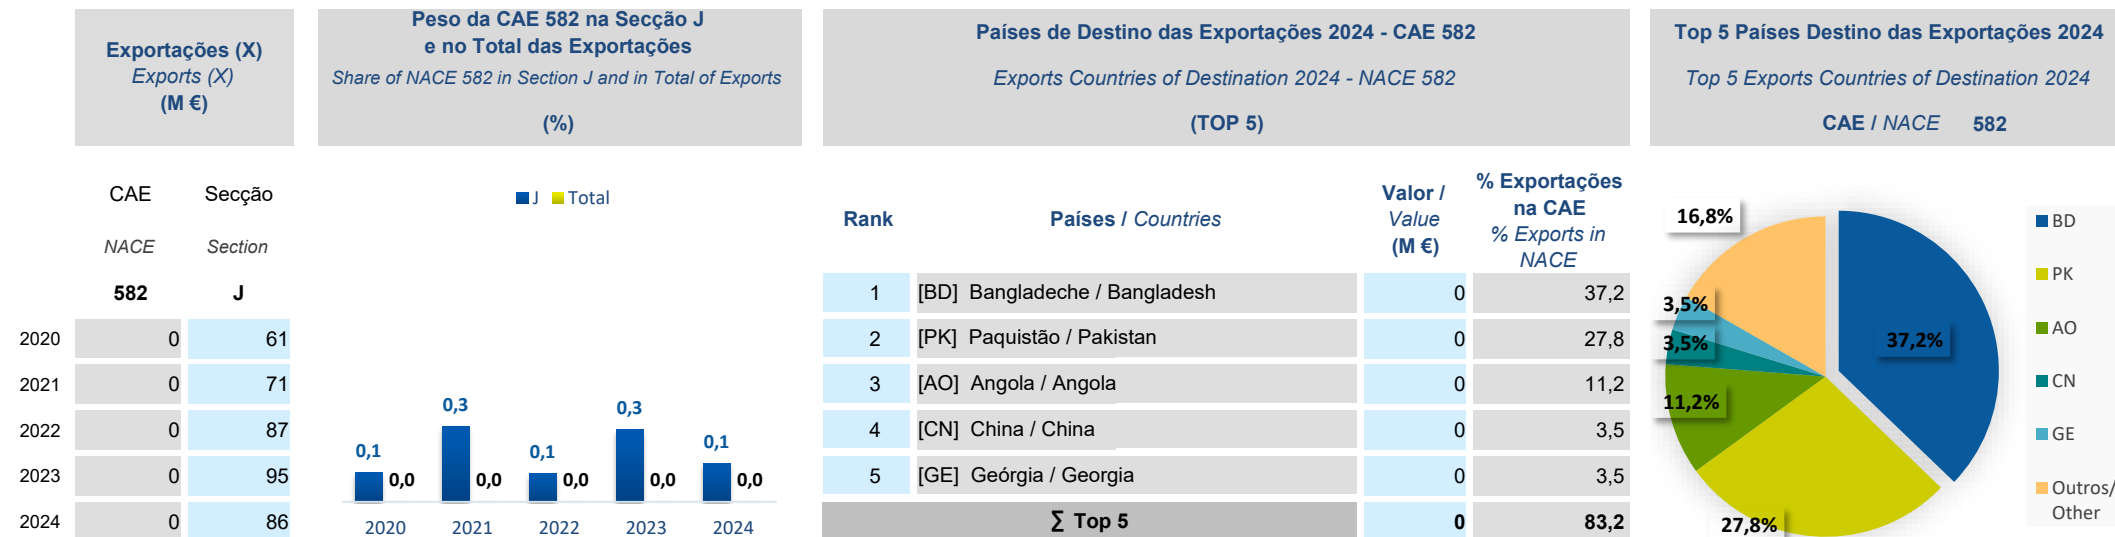 Exportações (X)
Exports (X)
(M €)
Peso da CAE 582 na Secção J
e no Total das Exportações
Share of NACE 582 in Section J and in Total of Exports
(%)
Países de Destino das Exportações 2024 - CAE 582
Exports Countries of Destination 2024 - NACE 582
(TOP 5)
Top 5 Países Destino das Exportações 2024
Top 5 Exports Countries of Destination 2024
CAE / NACE 582
CAE Secção
NACE Section
582 J
2020 0 61
2021 0 71
2022 0 87
2023 0 95
2024 0 86
J Total
0,1 0,0 0,3 0,0 0,1 0,0 0,3 0,0 0,1 0,0
2020 2021 2022 2023 2024
Rank Países / Countries
Valor /
Value
(M €)
% Exportações
na CAE
% Exports in
NACE
1 [BD] Bangladeche / Bangladesh 0 37,2
2 [PK] Paquistão / Pakistan 0 27,8
3 [AO] Angola / Angola 0 11,2
4 [CN] China / China 0 3,5
5 [GE] Geórgia / Georgia 0 3,5
∑ Top 5 0 83,2
16,8%
3,5%
3,5%
11,2%
27,8%
37,2%
BD
PK
AO
CN
GE
Outros/
Other